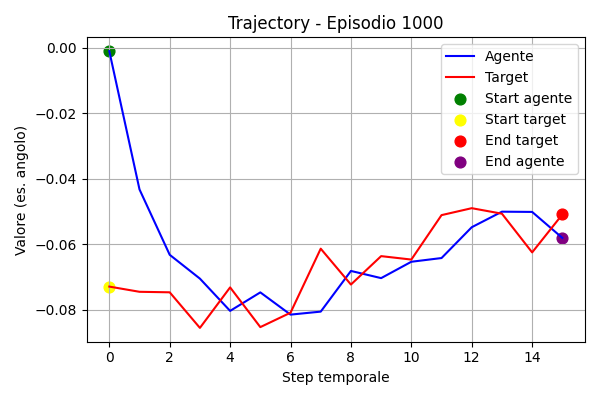 Trajectory - Episodio 1000
Valore (es. angolo)
0.00
−0.02
−0.04
−0.06
−0.08
Agente
Target
Start agente
Start target
End target
End agente
0 2 4 6 8 10 12 14
Step temporale